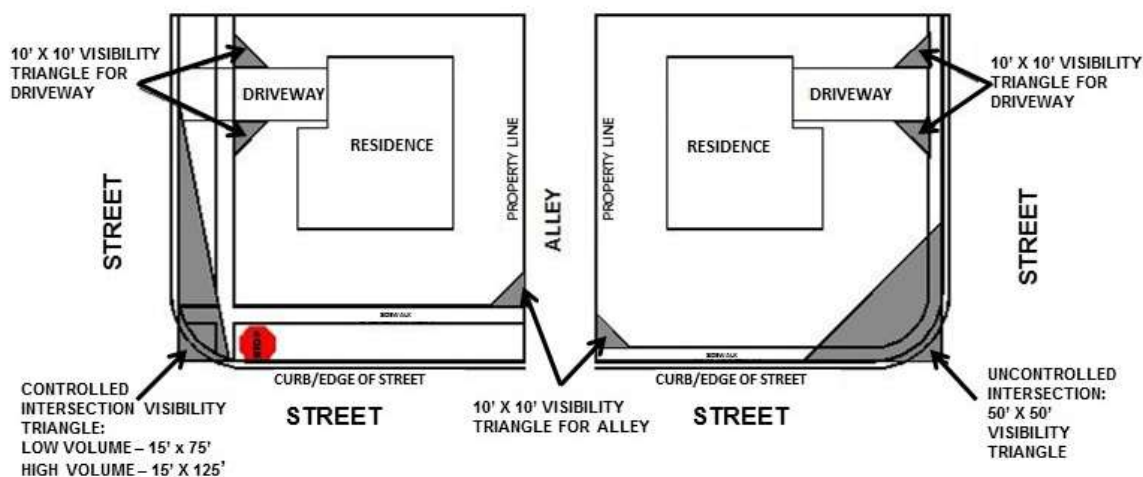 10' X 10' VISIBILITY
TRIANGLE FOR
DRIVEWAY
DRIVEWAY
RESIDENCE
PROPERTY LINE
STREET
ALLEY
SIDEWALK
STOP
CURB/EDGE OF STREET
STREET
CONTROLLED
INTERSECTION VISIBILITY
TRIANGLE:
LOW VOLUME – 15' x 75'
HIGH VOLUME – 15' X 125'
10' X 10' VISIBILITY
TRIANGLE FOR ALLEY
PROPERTY LINE
RESIDENCE
DRIVEWAY
10' X 10' VISIBILITY
TRIANGLE FOR
DRIVEWAY
STREET
SIDEWALK
CURB/EDGE OF STREET
STREET
UNCONTROLLED
INTERSECTION:
50' X 50'
VISIBILITY
TRIANGLE